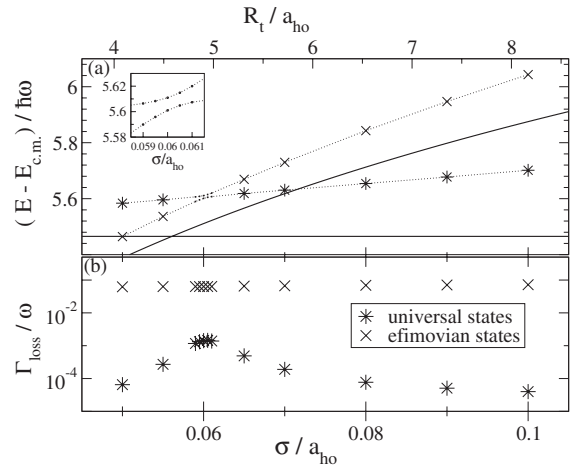 R_t / a_ho
4 5 6 7 8
(a)
6
5.8
5.6
(E - E_c.m.) / ħω
5.62
5.6
5.58
0.059 0.06 0.061
σ/a_ho
(b)
10^-2
10^-4
Γ_loss / ω
universal states
efimovian states
0.06 0.08 0.1
σ / a_ho